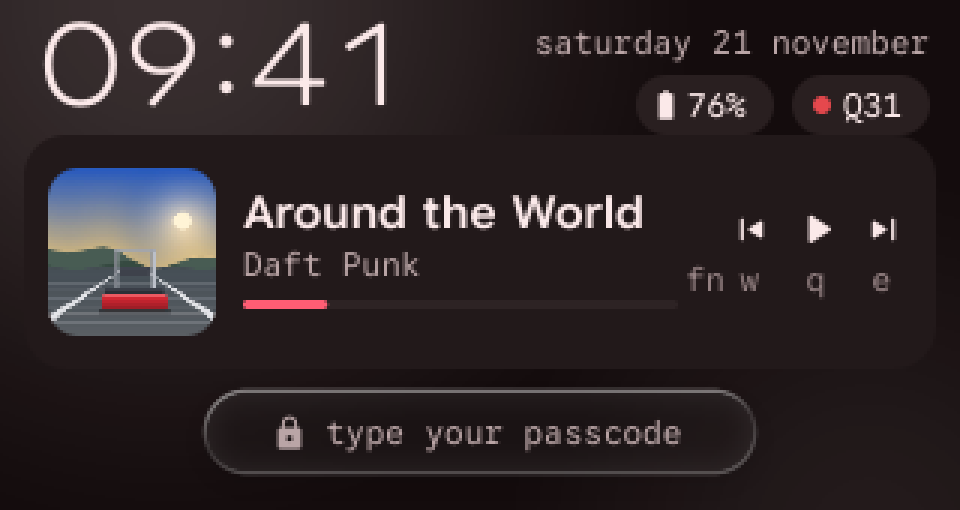 09:41
saturday 21 november
76%
Q31
Around the World
Daft Punk
fn w q e
type your passcode